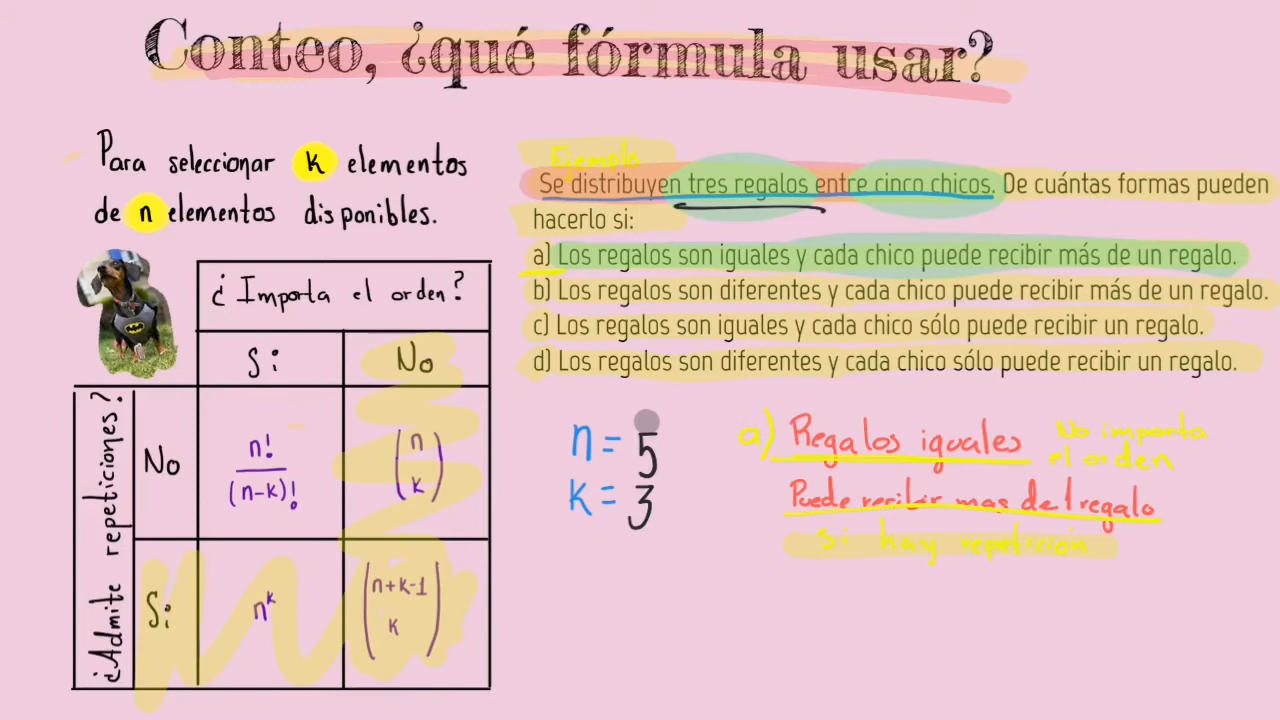 Conteo, ¿qué fórmula usar?
Para seleccionar k elementos
de n elementos disponibles.
¿Importa el orden?
Si No
¿Admite repeticiones?
No n!/(n-k)! (n k)
Si n^k (n+k-1 k)
Ejemplo
Se distribuyen tres regalos entre cinco chicos. De cuántas formas pueden
hacerlo si:
a) Los regalos son iguales y cada chico puede recibir más de un regalo.
b) Los regalos son diferentes y cada chico puede recibir más de un regalo.
c) Los regalos son iguales y cada chico sólo puede recibir un regalo.
d) Los regalos son diferentes y cada chico sólo puede recibir un regalo.
n = 5
k = 3
a) Regalos iguales No importa
el orden
Puede recibir mas de 1 regalo
si hay repeticion